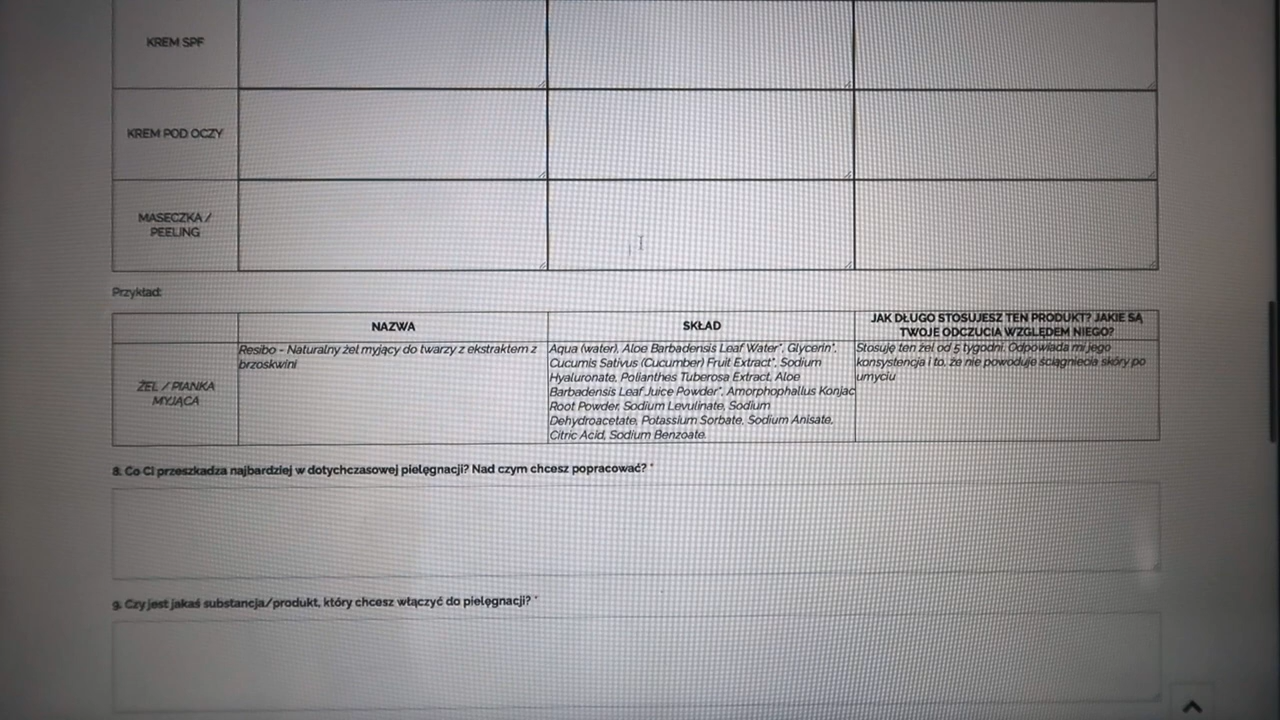 KREM SPF
KREM POD OCZY
MASECZKA /
PEELING
Przykład:
NAZWA
SKŁAD
JAK DŁUGO STOSUJESZ TEN PRODUKT? JAKIE SĄ
TWOJE ODCZUCIA WZGLĘDEM NIEGO?
ŻEL / PIANKA
MYJĄCA
Resibo - Naturalny żel myjący do twarzy z ekstraktem z
brzoskwini
Aqua (water), Aloe Barbadensis Leaf Water*, Glycerin*,
Cucumis Sativus (Cucumber) Fruit Extract*, Sodium
Hyaluronate, Polianthes Tuberosa Extract, Aloe
Barbadensis Leaf Juice Powder*, Amorphophallus Konjac
Root Powder, Sodium Levulinate, Sodium
Dehydroacetate, Potassium Sorbate, Sodium Anisate,
Citric Acid, Sodium Benzoate.
Stosuję ten żel od 5 tygodni. Odpowiada mi jego
konsystencja i to, że nie powoduje ściągnięcia skóry po
umyciu
8. Co Ci przeszkadza najbardziej w dotychczasowej pielęgnacji? Nad czym chcesz popracować? *
9. Czy jest jakaś substancja/produkt, który chcesz włączyć do pielęgnacji? *